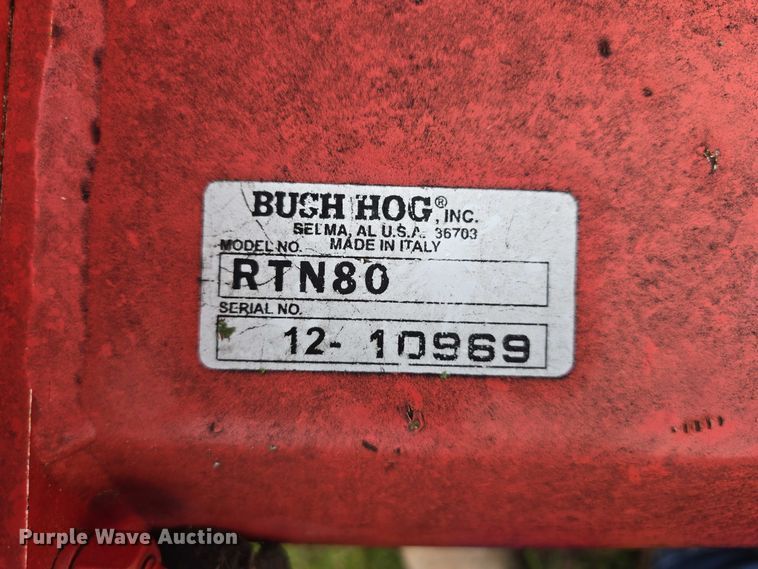 BUSH HOG®, INC.
SELMA, AL U.S.A. 36703
MODEL NO. MADE IN ITALY
RTN80
SERIAL NO.
12- 10969
Purple Wave Auction